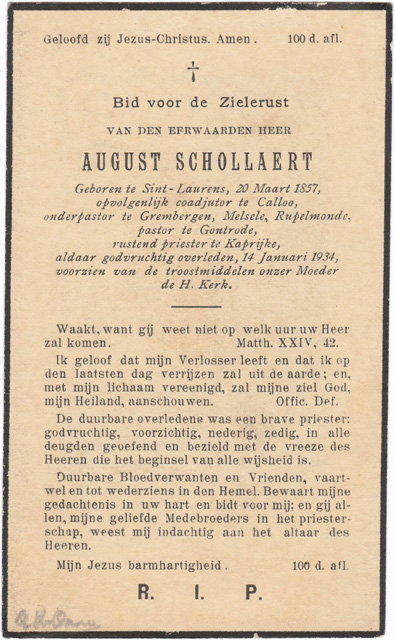 Geloofd zij Jezus-Christus. Amen. 100 d. afl.
Bid voor de Zielerust
VAN DEN EERWAARDEN HEER
AUGUST SCHOLLAERT
Geboren te Sint-Laurens, 20 Maart 1857,
opvolgenlijk coadjutor te Calloo,
onderpastor te Grembergen, Melsele, Rupelmonde,
pastor te Gontrode,
rustend priester te Kaprijke,
aldaar godvruchtig overleden, 14 Januari 1934,
voorzien van de troostmiddelen onzer Moeder
de H. Kerk.
Waakt, want gij weet niet op welk uur uw Heer
zal komen. Matth. XXIV, 42.
Ik geloof dat mijn Verlosser leeft en dat ik op
den laatsten dag verrijzen zal uit de aarde; en,
met mijn lichaam vereenigd, zal mijne ziel God,
mijn Heiland, aanschouwen. Offic. Def.
De duurbare overledene was een brave priester:
godvruchtig, voorzichtig, nederig, zedig, in alle
deugden geoefend en bezield met de vreeze des
Heeren die het beginsel van alle wijsheid is.
Duurbare Bloedverwanten en Vrienden, vaart-
wel en tot wederziens in den Hemel. Bewaart mijne
gedachtenis in uw hart en bidt voor mij; en gij al-
len, mijne geliefde Medebroeders in het priester-
schap, weest mij indachtig aan het altaar des
Heeren.
Mijn Jezus barmhartigheid. 100 d. afl.
R. I. P.